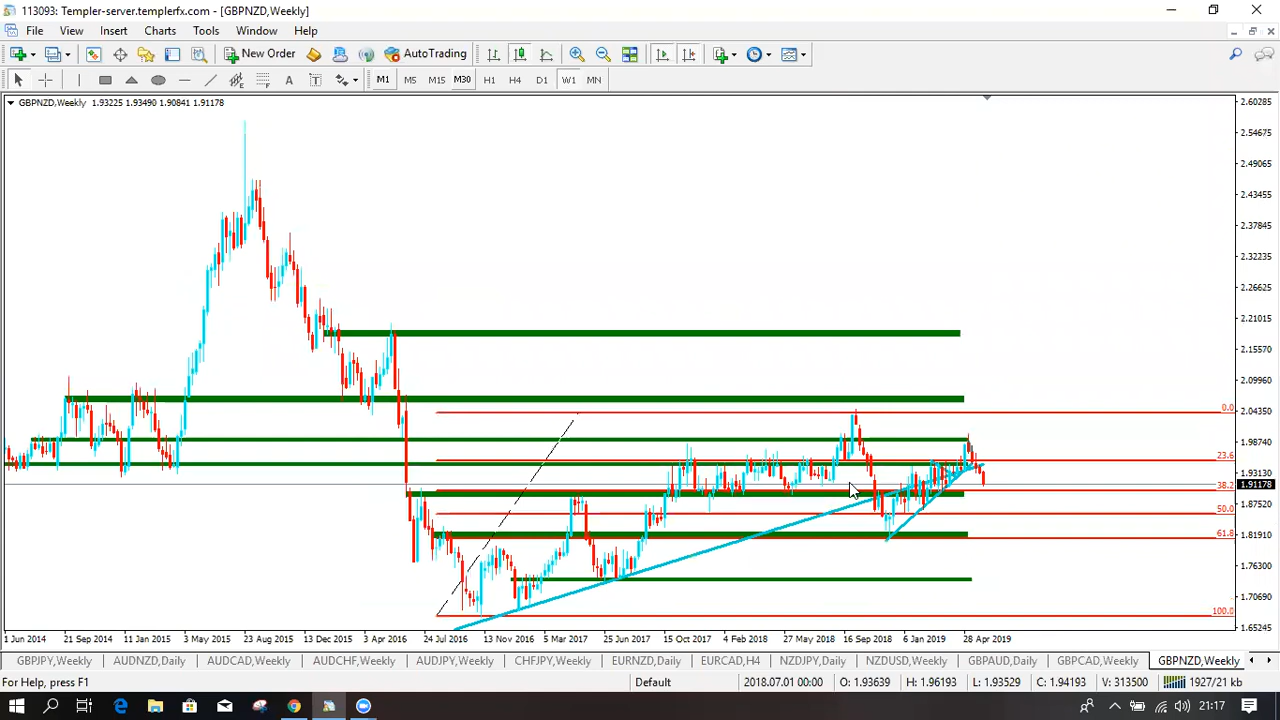 113093: Templer-server.templerfx.com - [GBPNZD,Weekly]
File View Insert Charts Tools Window Help
New Order AutoTrading
A T M1 M5 M15 M30 H1 H4 D1 W1 MN
GBPNZD,Weekly 1.93225 1.93490 1.90841 1.91178
2.60285
2.54675
2.49065
2.43455
2.37845
2.32235
2.26625
2.21015
2.15570
2.09960
0.0 2.04350
1.98740
23.6
1.93130
38.2 1.91178
1.87520
50.0
61.8 1.81910
1.76300
1.70690
100.0
1.65245
1 Jun 2014 21 Sep 2014 11 Jan 2015 3 May 2015 23 Aug 2015 13 Dec 2015 3 Apr 2016 24 Jul 2016 13 Nov 2016 5 Mar 2017 25 Jun 2017 15 Oct 2017 4 Feb 2018 27 May 2018 16 Sep 2018 6 Jan 2019 28 Apr 2019
GBPJPY,Weekly AUDNZD,Daily AUDCAD,Weekly AUDCHF,Weekly AUDJPY,Weekly CHFJPY,Weekly EURNZD,Daily EURCAD,H4 NZDJPY,Daily NZDUSD,Weekly GBPAUD,Daily GBPCAD,Weekly GBPNZD,Weekly
For Help, press F1 Default 2018.07.01 00:00 O: 1.93639 H: 1.96193 L: 1.93529 C: 1.94193 V: 313500 1927/21 kb
21:17